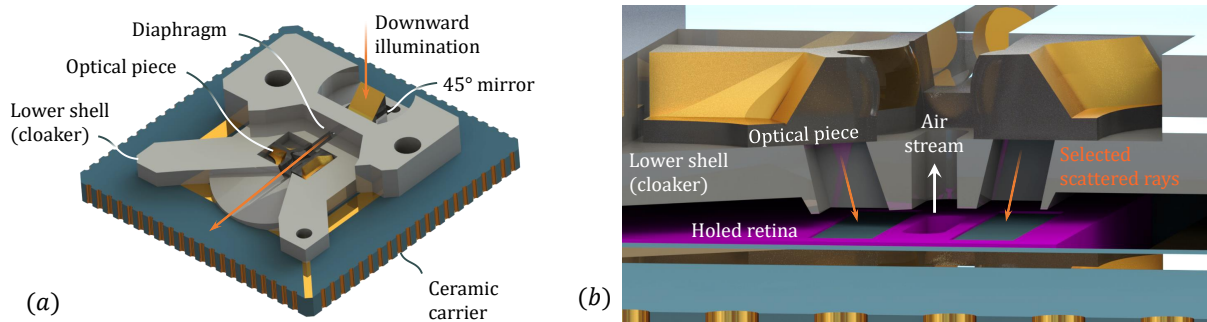 Diaphragm
Downward
illumination
Optical piece
45° mirror
Lower shell
(cloaker)
(a)
Ceramic
carrier
Optical piece
Air
stream
Lower shell
(cloaker)
Selected
scattered rays
Holed retina
(b)